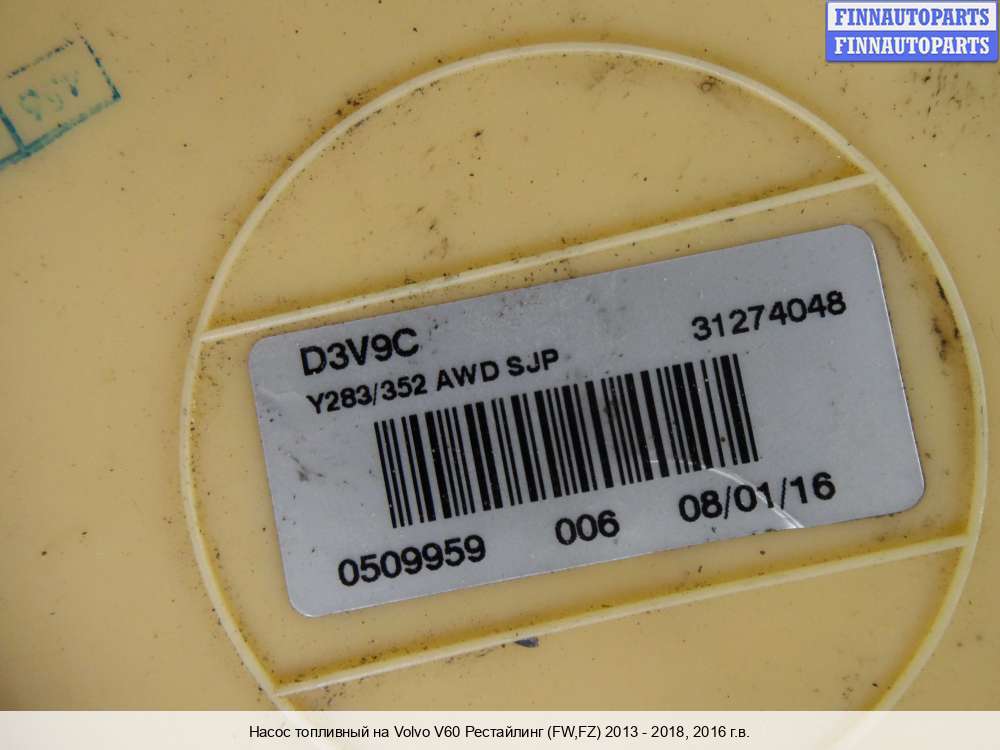 FINNAUTOPARTS
FINNAUTOPARTS
D3V9C
31274048
Y283/352 AWD SJP
0509959 006 08/01/16
Насос топливный на Volvo V60 Рестайлинг (FW,FZ) 2013 - 2018, 2016 г.в.